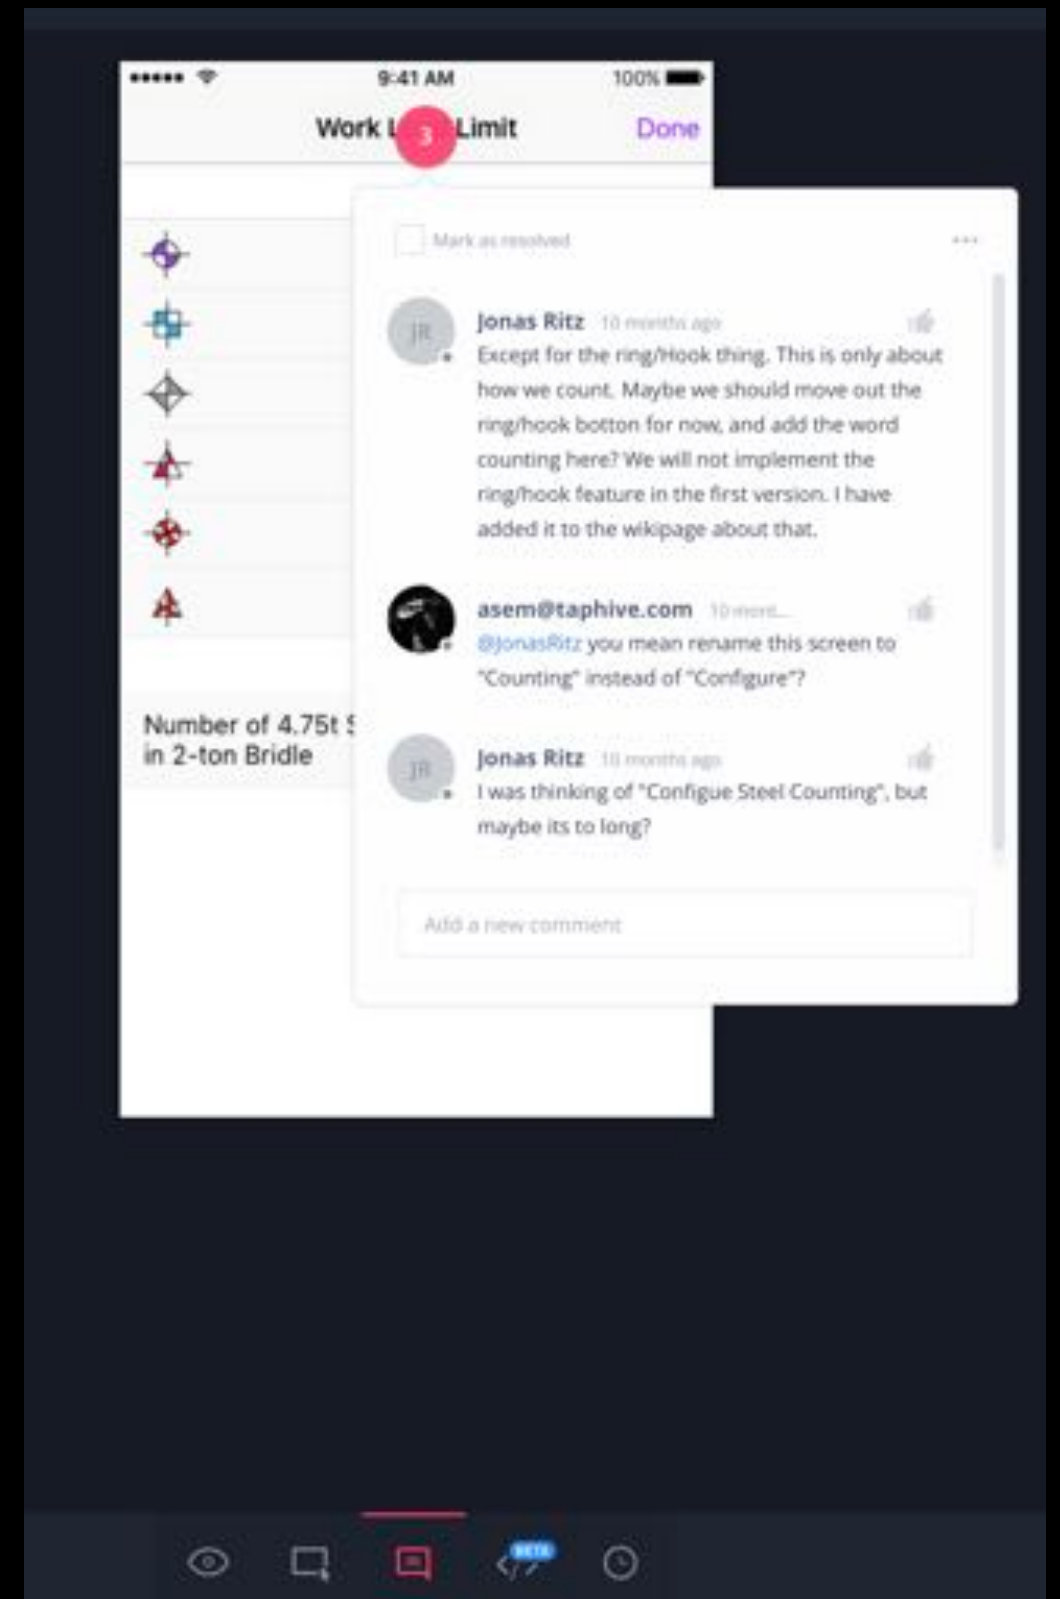 9:41 AM
100%
Work L
3
Limit
Done
Mark as resolved
JR
Jonas Ritz 10 months ago
Except for the ring/Hook thing. This is only about
how we count. Maybe we should move out the
ring/hook botton for now, and add the word
counting here? We will not implement the
ring/hook feature in the first version. I have
added it to the wikipage about that.
asem@taphive.com 10 mont...
@JonasRitz you mean rename this screen to
"Counting" instead of "Configure"?
JR
Jonas Ritz 10 months ago
I was thinking of "Configue Steel Counting", but
maybe its to long?
Number of 4.75t S
in 2-ton Bridle
Add a new comment
BETA